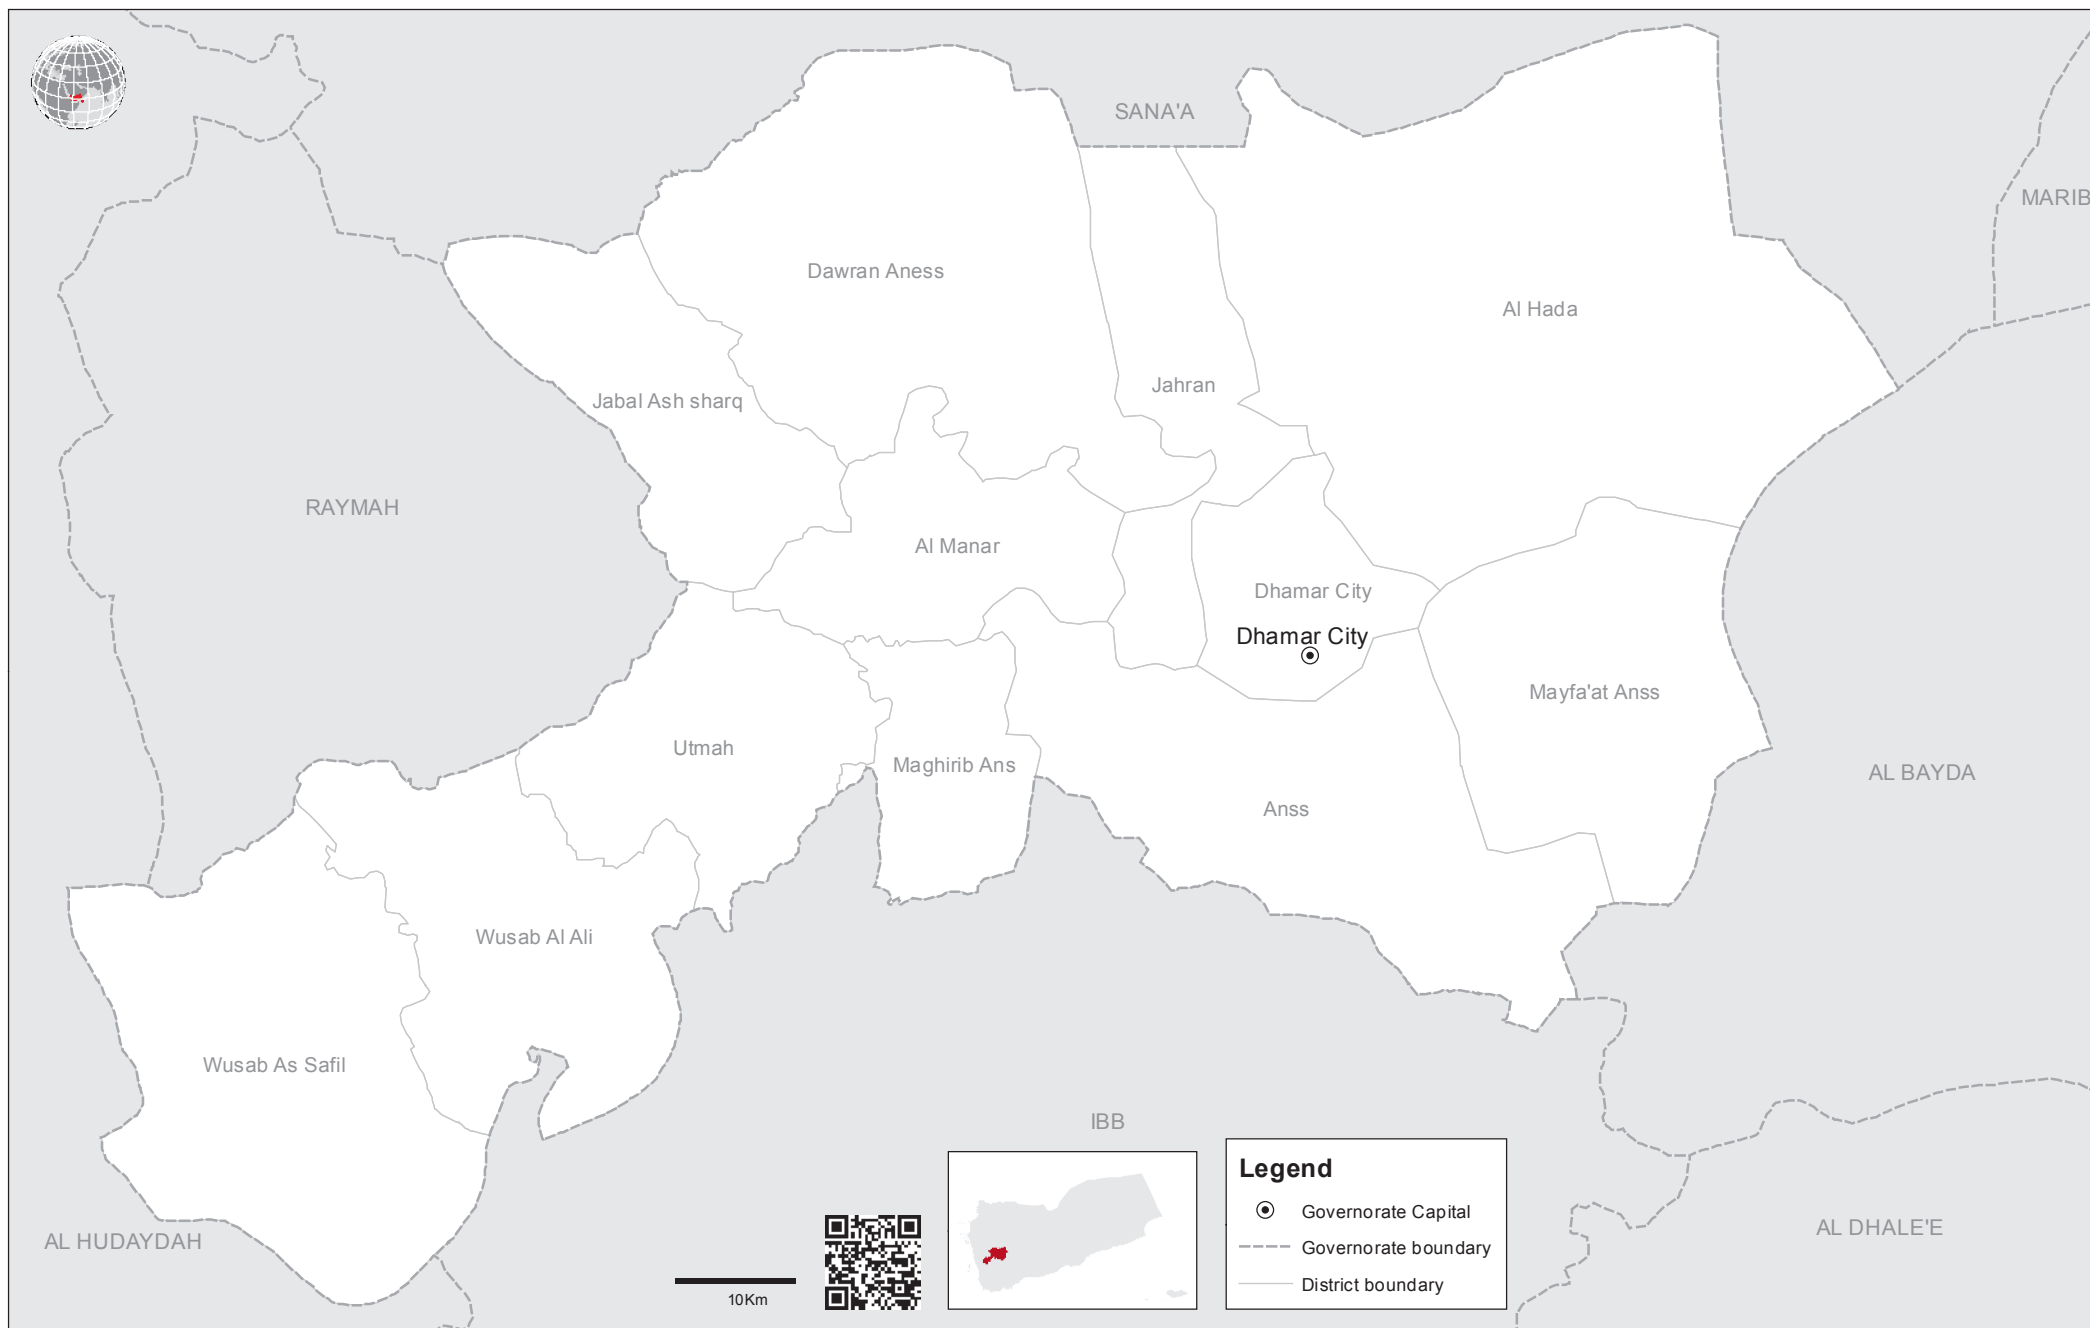 SANA'A
MARIB
Dawran Aness
Al Hada
Jahran
Jabal Ash sharq
RAYMAH
Al Manar
Dhamar City
Dhamar City
Mayfa'at Anss
Utmah
Maghirib Ans
AL BAYDA
Anss
Wusab Al Ali
Wusab As Safil
IBB
AL HUDAYDAH
AL DHALE'E
10Km
Legend
Governorate Capital
Governorate boundary
District boundary